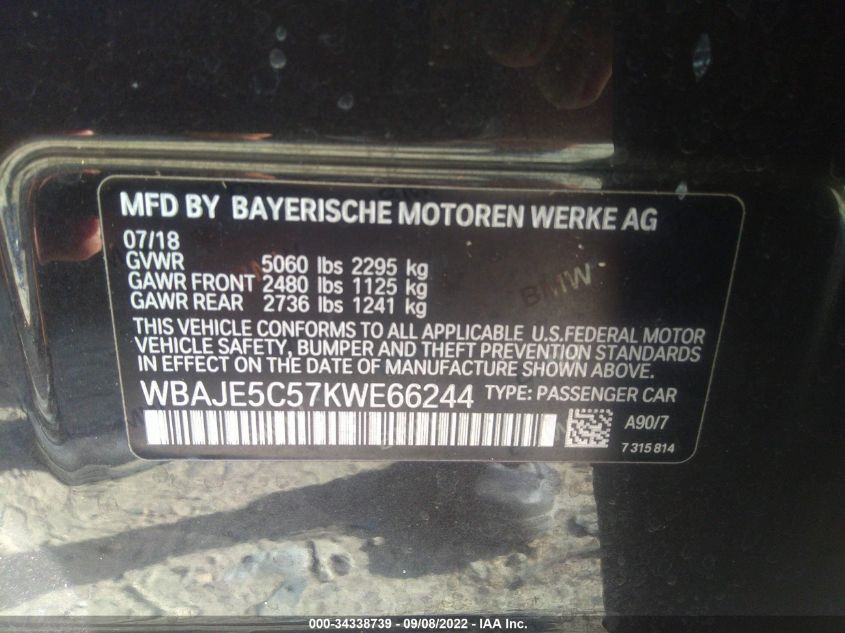 MFD BY BAYERISCHE MOTOREN WERKE AG
07/18
GVWR 5060 lbs 2295 kg
GAWR FRONT 2480 lbs 1125 kg
GAWR REAR 2736 lbs 1241 kg
THIS VEHICLE CONFORMS TO ALL APPLICABLE U.S.FEDERAL MOTOR
VEHICLE SAFETY, BUMPER AND THEFT PREVENTION STANDARDS
IN EFFECT ON THE DATE OF MANUFACTURE SHOWN ABOVE.
WBAJE5C57KWE66244 TYPE: PASSENGER CAR
A90/7
7 315 814
BMW
000-34338739 - 09/08/2022 - IAA Inc.